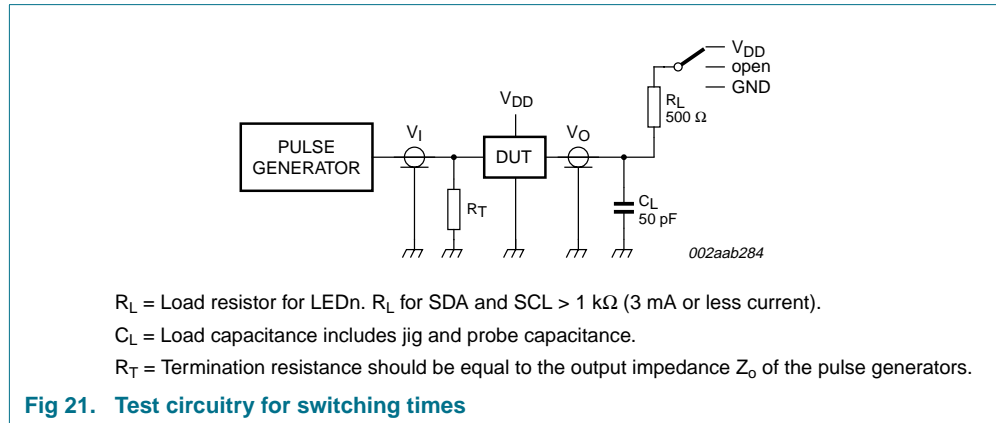 VDD
open
GND
RL
500 Ω
VDD
VI
VO
PULSE
GENERATOR
DUT
RT
CL
50 pF
002aab284
RL = Load resistor for LEDn. RL for SDA and SCL > 1 kΩ (3 mA or less current).
CL = Load capacitance includes jig and probe capacitance.
RT = Termination resistance should be equal to the output impedance Zo of the pulse generators.
Fig 21. Test circuitry for switching times